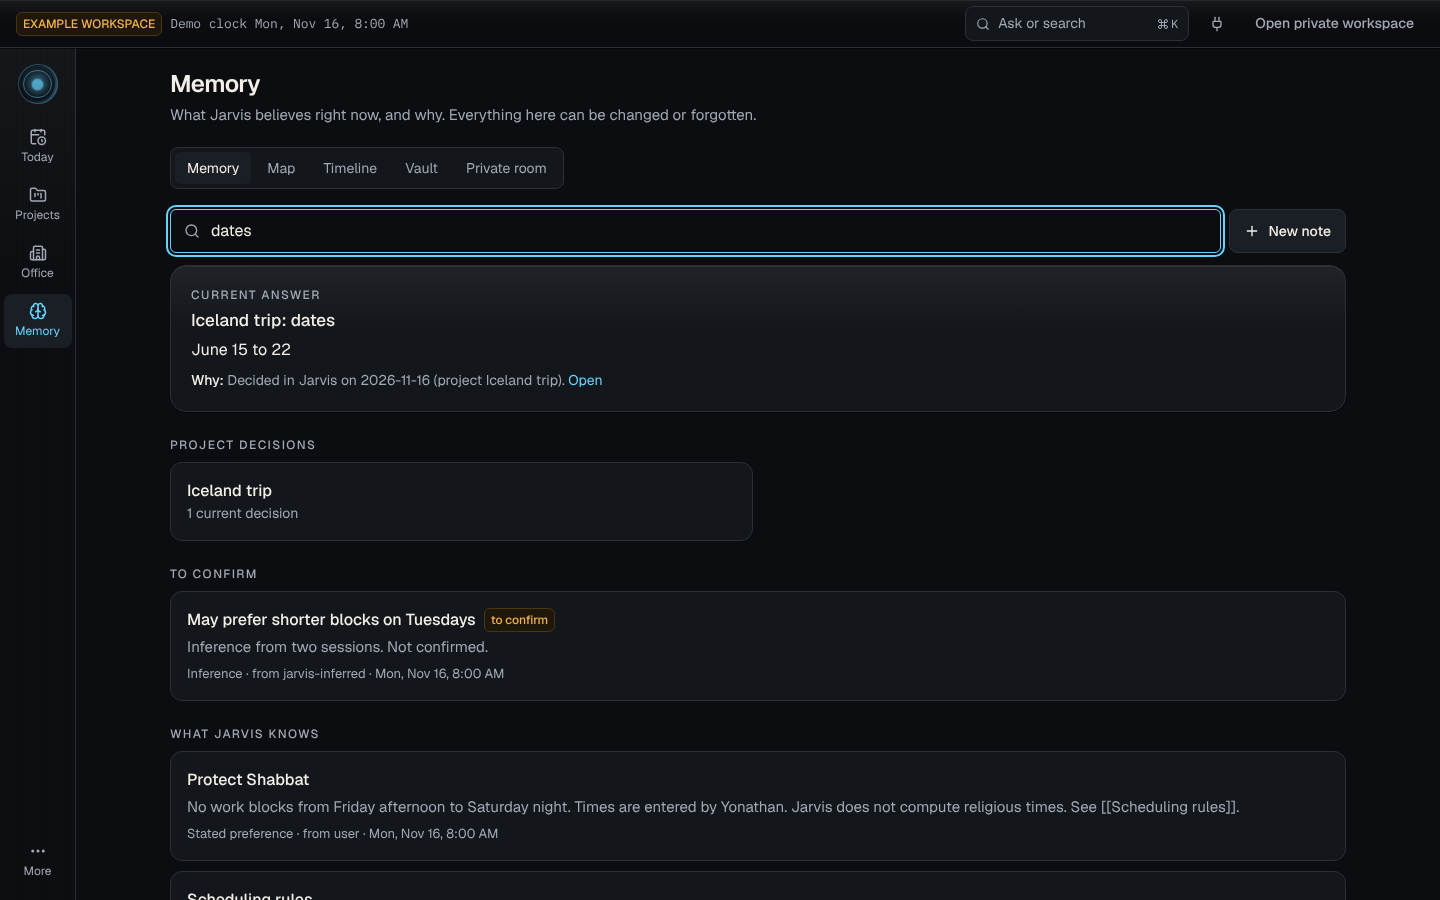 EXAMPLE WORKSPACE
Demo clock Mon, Nov 16, 8:00 AM
Ask or search
⌘K
Open private workspace
Today
Projects
Office
Memory
More
Memory
What Jarvis believes right now, and why. Everything here can be changed or forgotten.
Memory
Map
Timeline
Vault
Private room
dates
New note
CURRENT ANSWER
Iceland trip: dates
June 15 to 22
Why: Decided in Jarvis on 2026-11-16 (project Iceland trip). Open
PROJECT DECISIONS
Iceland trip
1 current decision
TO CONFIRM
May prefer shorter blocks on Tuesdays to confirm
Inference from two sessions. Not confirmed.
Inference · from jarvis-inferred · Mon, Nov 16, 8:00 AM
WHAT JARVIS KNOWS
Protect Shabbat
No work blocks from Friday afternoon to Saturday night. Times are entered by Yonathan. Jarvis does not compute religious times. See [[Scheduling rules]].
Stated preference · from user · Mon, Nov 16, 8:00 AM
Scheduling rules